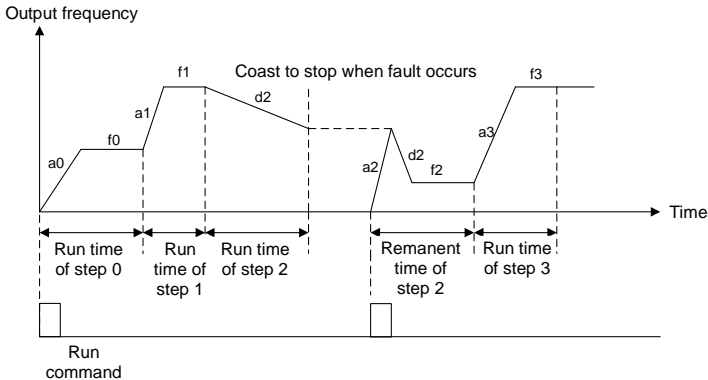 Output frequency
f1
Coast to stop when fault occurs
f3
a1
d2
f0
a3
a0
a2
d2
f2
Time
Run time
of step 0
Run
time of
step 1
Run time
of step 2
Remanent
time of
step 2
Run time
of step 3
Run
command